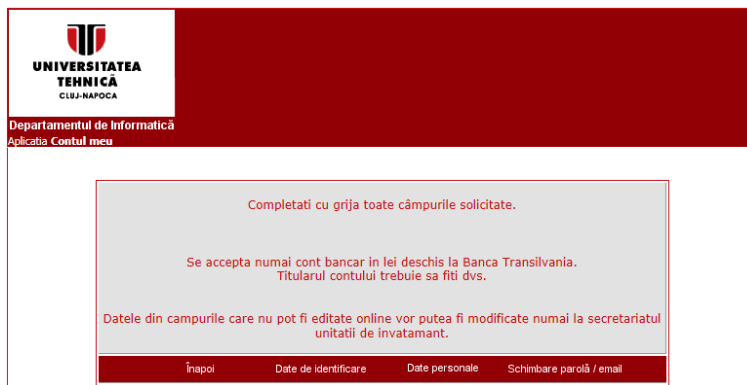 UNIVERSITATEA
TEHNICĂ
CLUJ-NAPOCA
Departamentul de Informatică
Aplicatia Contul meu
Completati cu grija toate câmpurile solicitate.
Se accepta numai cont bancar in lei deschis la Banca Transilvania.
Titularul contului trebuie sa fiti dvs.
Datele din campurile care nu pot fi editate online vor putea fi modificate numai la secretariatul
unitatii de invatamant.
Înapoi Date de identificare Date personale Schimbare parolă / email